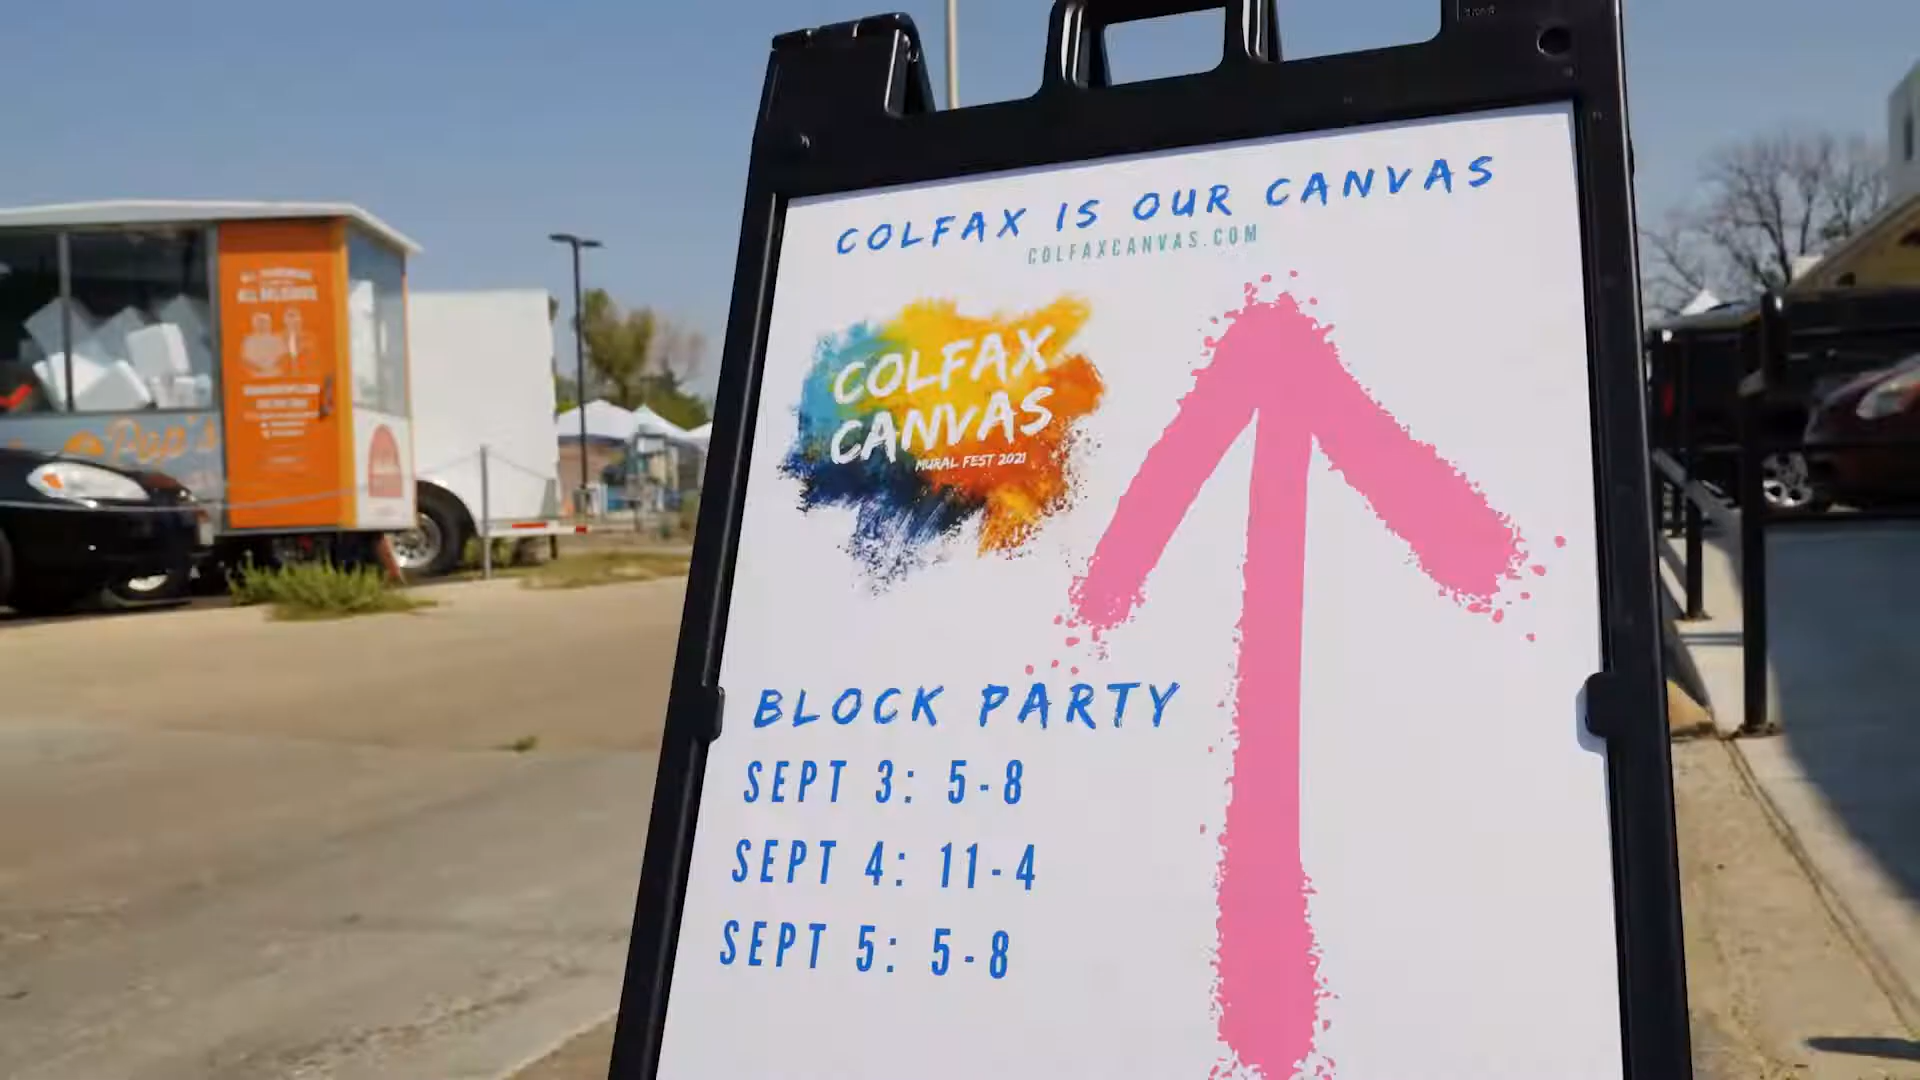 COLFAX IS OUR CANVAS
COLFAXCANVAS.COM
COLFAX
CANVAS
MURAL FEST 2021
BLOCK PARTY
SEPT 3: 5-8
SEPT 4: 11-4
SEPT 5: 5-8
ALL DELICIOUS
Pop's